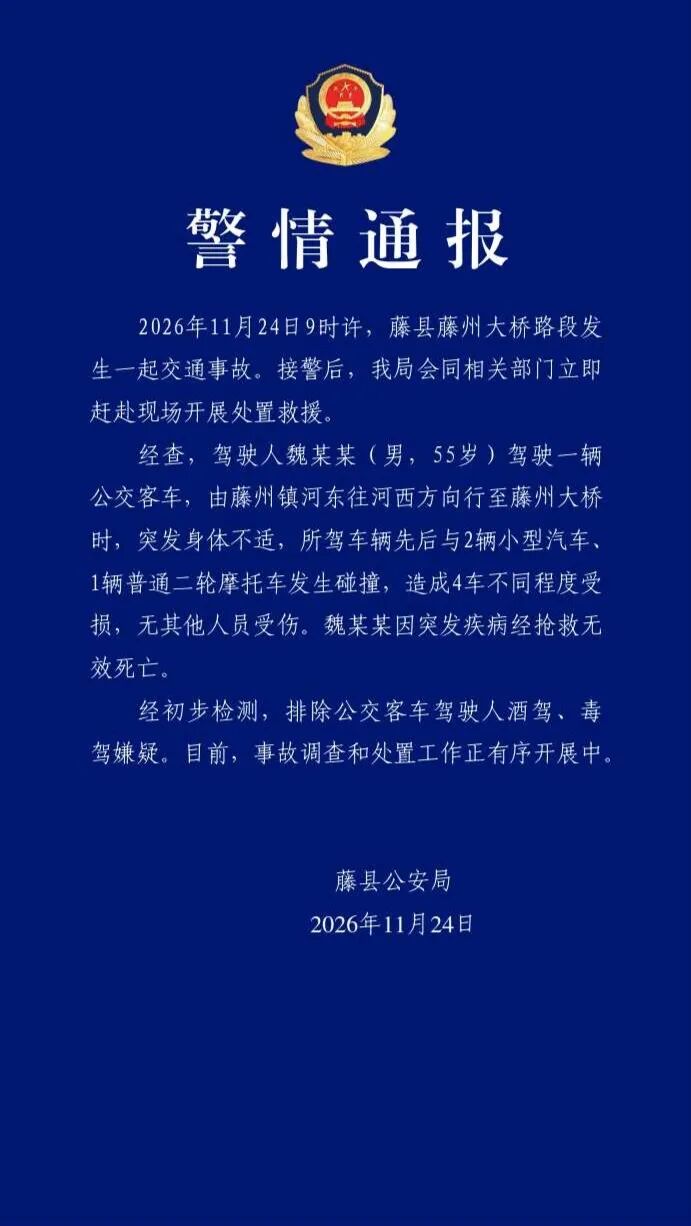 警情通报
2026年11月24日9时许，藤县藤州大桥路段发
生一起交通事故。接警后，我局会同相关部门立即
赶赴现场开展处置救援。
经查，驾驶人魏某某（男，55岁）驾驶一辆
公交客车，由藤州镇河东往河西方向行至藤州大桥
时，突发身体不适，所驾车辆先后与2辆小型汽车、
1辆普通二轮摩托车发生碰撞，造成4车不同程度受
损，无其他人员受伤。魏某某因突发疾病经抢救无
效死亡。
经初步检测，排除公交客车驾驶人酒驾、毒
驾嫌疑。目前，事故调查和处置工作正有序开展中。
藤县公安局
2026年11月24日